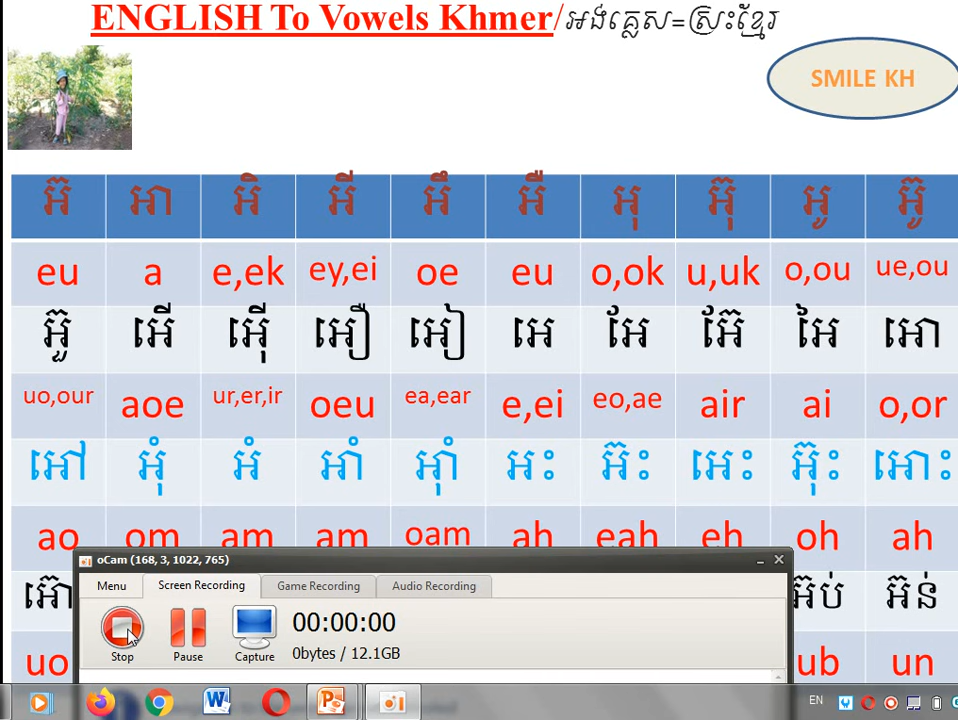 ENGLISH To Vowels Khmer/អង់គ្លេស=ស្រះខ្មែរ
SMILE KH
អ៊ អា អិ អី អឹ អឺ អុ អ៊ុ អូ អ៊ូ
eu a e,ek ey,ei oe eu o,ok u,uk o,ou ue,ou
អ៊ួ អើ អ៊ើ អឿ អៀ អេ អែ អ៊ែ អៃ អោ
uo,our aoe ur,er,ir oeu ea,ear e,ei eo,ae air ai o,or
អៅ អុំ អំ អាំ អ៊ាំ អះ អ៊ះ អេះ អ៊ុះ អោះ
ao om am am oam ah eah eh oh ah
oCam (168, 3, 1022, 765)
Menu Screen Recording Game Recording Audio Recording
អ៊ប់ អ៊ន់
00:00:00
Stop Pause Capture 0bytes / 12.1GB
uo ub un
EN